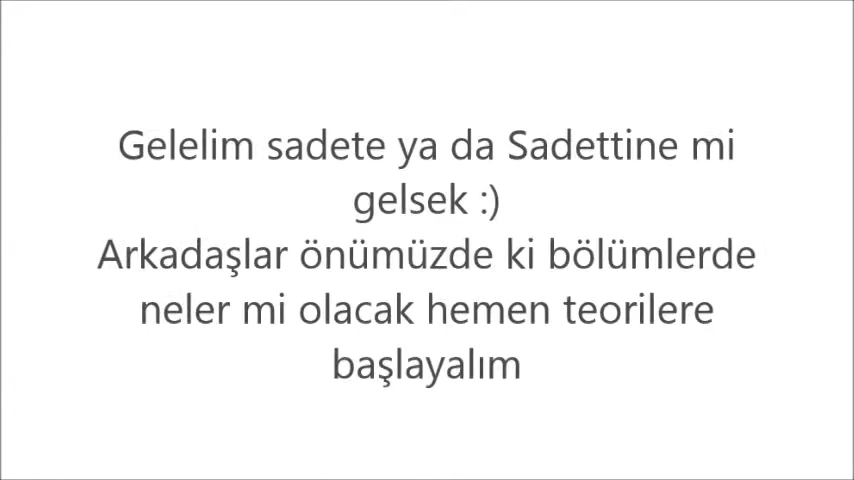 Gelelim sadete ya da Sadettine mi
gelsek :)
Arkadaşlar önümüzde ki bölümlerde
neler mi olacak hemen teorilere
başlayalım